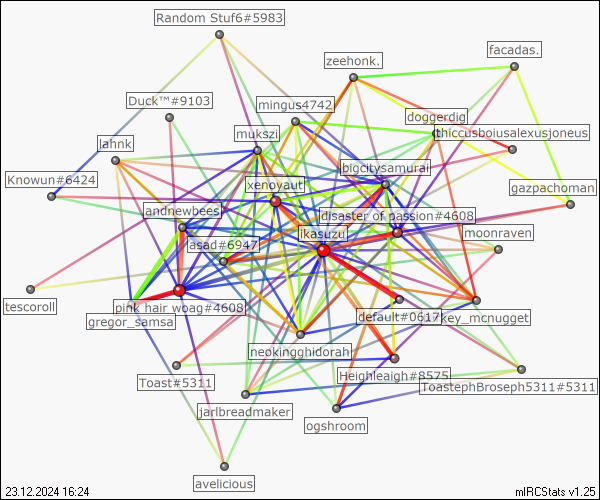 Random Stuf6#5983
facadas.
zeehonk.
Duck™#9103
mingus4742
doggerdig
thiccusboiusalexusjoneus
mukszi
lahnk
bigcitysamurai
Knowun#6424
xenoyaut
gazpachoman
landnewbees
disaster of passion#4608
ikasuzu
moonraven
asad#6947
tescoroll
pink hair woag#4608
gregor_samsa
default#0617
key_mcnugget
neokingghidorah
Heighleaigh#8575
Toast#5311
ToastephBroseph5311#5311
jarlbreadmaker
ogshroom
avelicious
23.12.2024 16:24
mIRCStats v1.25